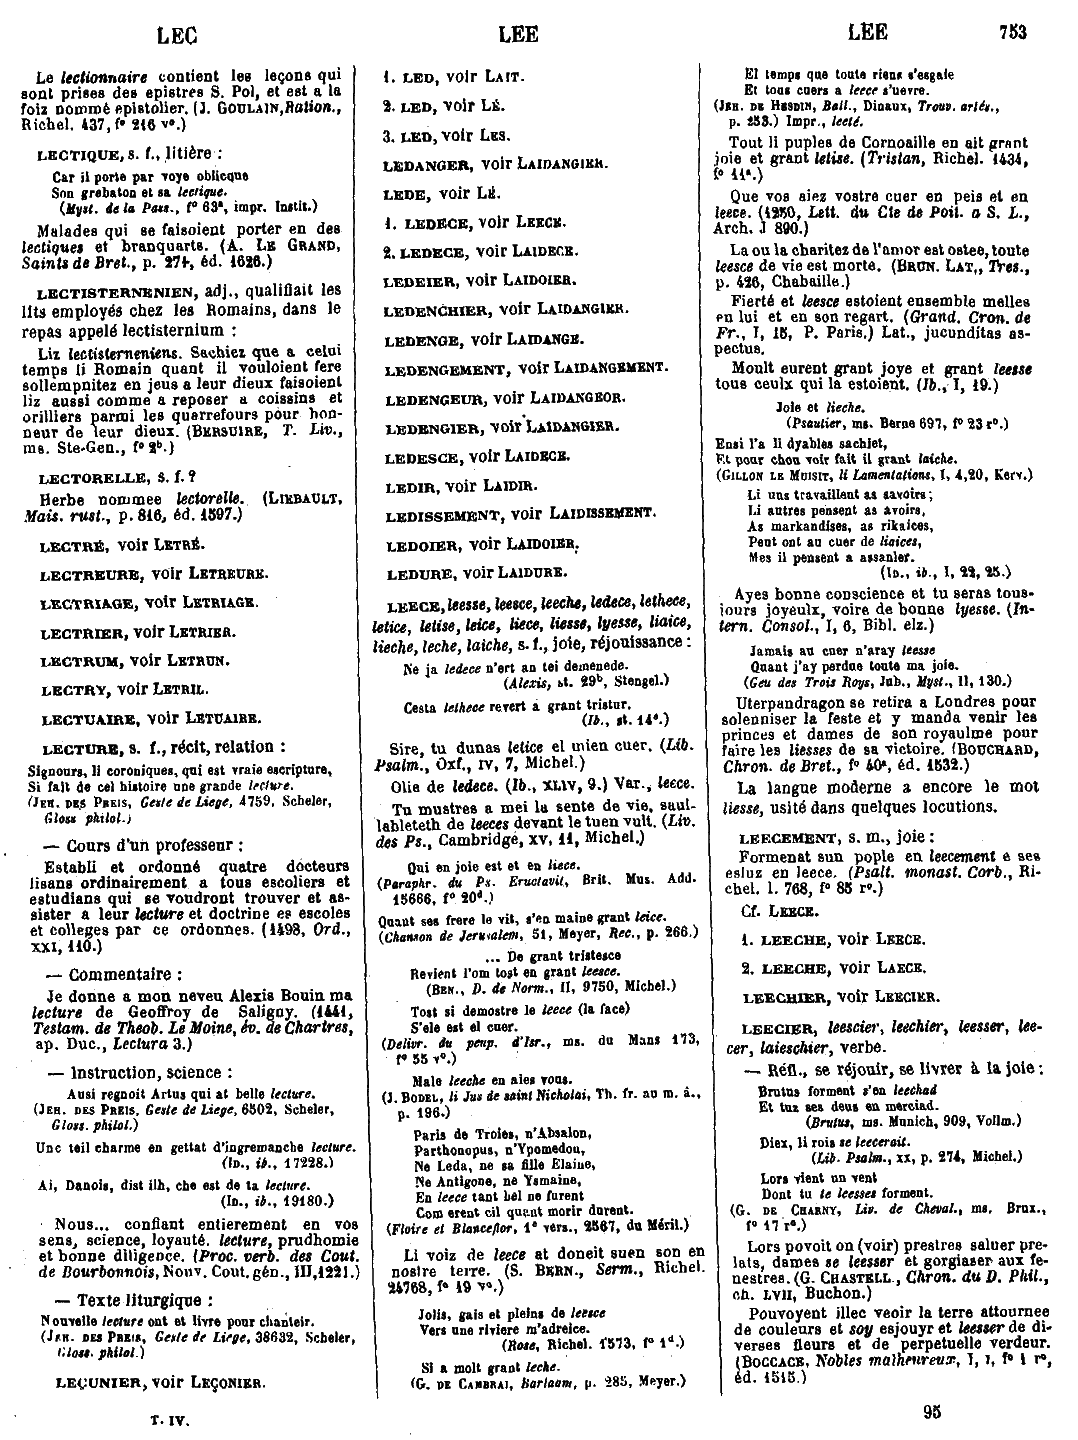 LEC
LEE
LEE 753
Le lectionnaire contient les leçons qui
sont prises des epistres S. Pol, et est a la
foiz nommé epistolier. (J. GOULAIN, Ration.,
Richel. 437, f° 216 v°.)
LECTIQUE, s. f., litière :
Car il porte par voye oblicque
Son grebaton et sa lectique.
(Myst. de la Pass., f° 63ª, impr. Instit.)
Malades qui se faisoient porter en des
lectiques et branquarts. (A. LE GRAND,
Saints de Bret., p. , éd. 1626.)
LECTISTERNENIEN, adj., qualifiait les
lits employés chez les Romains, dans le
repas appelé lectisternium :
Liz lectisterneniens. Sachiez que a celui
temps li Romain quant il vouloient fere
sollempnitez en jeus a leur dieux faisoient
liz aussi comme a reposer a coissins et
orilliers parmi les quarrefours pour hon-
neur de leur dieux. (BERSUIRE, T. Liv.,
ms. Ste-Gen., f° 2ᵇ.)
LECTORELLE, s. f. ?
Herbe nommee lectorelle. (LIEBAULT,
Mais. rust., p. 816, éd. 1597.)
LECTRÉ, voir LETRÉ.
LECTREURE, voir LETREURE.
LECTRIAGE, voir LETRIAGE.
LECTRIER, voir LETRIER.
LECTRUM, voir LETRUN.
LECTRY, voir LETRIL.
LECTUAIRE, voir LETUAIRE.
LECTURE, s. f., récit, relation :
Signours, li coroniques, qui est vraie escripture,
Si fait de cel histoire une grande lecture.
(JEH. DES PREIS, Geste de Liege, 4759, Scheler,
Gloss. philol.)
— Cours d'un professeur :
Establi et ordonné quatre docteurs
lisans ordinairement a tous escoliers et
estudians qui se voudront trouver et as-
sister a leur lecture et doctrine es escoles
et colleges par ce ordonnes. (1498, Ord.,
XXI, 110.)
— Commentaire :
Je donne a mon neveu Alexis Bouin ma
lecture de Geoffroy de Saligny. (1441,
Testam. de Theob. Le Moine, év. de Chartres,
ap. Duc., Lectura 3.)
— Instruction, science :
Ausi regnoit Artus qui at belle lecture.
(JEH. DES PREIS, Geste de Liege, 6502, Scheler,
Gloss. philol.)
Une teil charme en gettat d'ingremanche lecture.
(ID., ib., 17228.)
Ai, Danois, dist ilh, che est de ta lecture.
(ID., ib., 19180.)
Nous... confiant entierement en vos
sens, science, loyauté, lecture, prudhomie
et bonne diligence. (Proc. verb. des Cout.
de Bourbonnois, Nouv. Cout. gén., III, 1221.)
— Texte liturgique :
Nouvelle lecture ont et livre pour chanteir.
(JEH. DES PREIS, Geste de Liege, 38632, Scheler,
Gloss. philol.)
LEÇUNIER, voir LEÇONIER.
T. IV.
1. LED, voir LAIT.
2. LED, voir LÉ.
3. LED, voir LES.
LEDANGER, voir LAIDANGIER.
LEDE, voir LÉ.
1. LEDECE, voir LEECE.
2. LEDECE, voir LAIDECE.
LEDEIER, voir LAIDOIER.
LEDENCHIER, voir LAIDANGIER.
LEDENGE, voir LAIDANGE.
LEDENGEMENT, voir LAIDANGEMENT.
LEDENGEUR, voir LAIDANGEOR.
LEDENGIER, voir LAIDANGIER.
LEDESCE, voir LAIDECE.
LEDIR, voir LAIDIR.
LEDISSEMENT, voir LAIDISSEMENT.
LEDOIER, voir LAIDOIER.
LEDURE, voir LAIDURE.
LEECE, leesse, leesce, leeche, ledece, lethece,
letice, letise, leice, liece, liesse, lyesse, liaice,
lieche, leche, laiche, s. f., joie, réjouissance :
Ne ja ledece n'ert an tei demenede.
(Alexis, st. 29ᵇ, Stengel.)
Cesta lethece revert a grant tristur.
(Ib., st. 14ᵈ.)
Sire, tu dunas letice el mien cuer. (Lib.
Psalm., Oxf., IV, 7, Michel.)
Olie de ledece. (Ib., XLIV, 9.) Var., leece.
Tu mustres a mei la sente de vie, saul-
lableteth de leeces devant le tuen vult. (Liv.
des Ps., Cambridge, XV, 11, Michel.)
Qui en joie est et en liece.
(Paraphr. du Ps. Eructavit, Brit. Mus. Add.
15666, f° 20ᵈ.)
Quant ses frere le vit, s'en maine grant leice.
(Chanson de Jerusalem, 51, Meyer, Rec., p. 266.)
... De grant tristesce
Revient l'om tost en grant leesce.
(BEN., D. de Norm., II, 9750, Michel.)
Tost si demostre le leece (la face)
S'ele est el cuer.
(Delivr. du peup. d'Isr., ms. du Mans 173,
f° 55 v°.)
Male leeche en aies vous.
(J. BODEL, li Jus de saint Nicholai, Th. fr. au m. â.,
p. 196.)
Paris de Troies, n'Absalon,
Parthonopus, n'Ypomedon,
Ne Leda, ne sa fille Elaine,
Ne Antigone, ne Ysmaine,
En leece tant bel ne furent
Com erent cil quant morir durent.
(Floire et Blanceflor, 1ª vers., 2567, du Méril.)
Li voiz de leece at doneit suen son en
nostre terre. (S. BERN., Serm., Richel.
24768, f° 19 v°.)
Jolis, gais et pleins de leesce
Vers une riviere m'adreice.
(Rose, Richel. 1573, f° 1ᵈ.)
Si a molt grant leche.
(G. DE CAMBRAI, Barlaam, p. 285, Meyer.)
El temps que toute riens s'esgaie
Et tous cuers a leece s'uevre.
(JEH. DE HESDIN, Ball., Dinaux, Trouv. artés.,
p. 253.) Impr., leeté.
Tout li puples de Cornoaille en ait grant
joie et grant letise. (Tristan, Richel. 1434,
f° 11ª.)
Que vos aiez vostre cuer en peis et en
leece. (1250, Lett. du Cte de Poit. a S. L.,
Arch. J 890.)
La ou la charitez de l'amor est ostee, toute
leesce de vie est morte. (BRUN. LAT., Tres.,
p. 426, Chabaille.)
Fierté et leesce estoient ensemble melles
en lui et en son regart. (Grand. Cron. de
Fr., I, 15, P. Paris.) Lat., jucunditas as-
pectus.
Moult eurent grant joye et grant leesse
tous ceulx qui la estoient. (Ib., I, 19.)
Joie et lieche.
(Psautier, ms. Berne 697, f° 23 r°.)
Ensi l'a li dyables sachiet,
Et pour chou voir fait il grant laiche.
(GILLON LE MUISIT, li Lamentations, I, 4,20, Kerv.)
Li uns travaillent as savoirs ;
Li autres pensent as avoirs,
As markandises, as rikaices,
Peut ont au cuer de liaices,
Mes il pensent a assanler.
(ID., ib., I, 22, 25.)
Ayes bonne conscience et tu seras tous-
jours joyeulx, voire de bonne lyesse. (In-
tern. Consol., I, 6, Bibl. elz.)
Jamais au cuer n'aray leesse
Quant j'ay perdue toute ma joie.
(Geu des Trois Roys, Jub., Myst., II, 130.)
Uterpandragon se retira a Londres pour
solenniser la feste et y manda venir les
princes et dames de son royaulme pour
faire les liesses de sa victoire. (BOUCHARD,
Chron. de Bret., f° 40ª, éd. 1532.)
La langue moderne a encore le mot
liesse, usité dans quelques locutions.
LEECEMENT, s. m., joie :
Formenat sun pople en leecement e ses
esluz en leece. (Psalt. monast. Corb., Ri-
chel. l. 768, f° 85 r°.)
Cf. LEECE.
1. LEECHE, voir LEECE.
2. LEECHE, voir LAECE.
LEECHIER, voir LEECIER.
LEECIER, leescier, leechier, leesser, lee-
cer, laieschier, verbe.
— Réfl., se réjouir, se livrer à la joie :
Brutus forment s'en leechad
Et tuz ses deus en merciad.
(Brutus, ms. Munich, 909, Vollm.)
Diex, li rois se leecerait.
(Lib. Psalm., XX, p. 274, Michel.)
Lors vient un vent
Dont tu te leesses forment.
(G. DE CHARNY, Liv. de Cheval., ms. Brux.,
f° 17 rª.)
Lors povoit on (voir) prestres saluer pre-
lats, dames se leesser et gorgiaser aux fe-
nestres. (G. CHASTELL., Chron. du D. Phil.,
ch. LVII, Buchon.)
Pouvoyent illec veoir la terre attournee
de couleurs et soy esjouyr et leesser de di-
verses fleurs et de perpetuelle verdeur.
(BOCCACE, Nobles malheureux, I, 1, f° 1 r°,
éd. 1515.)
95